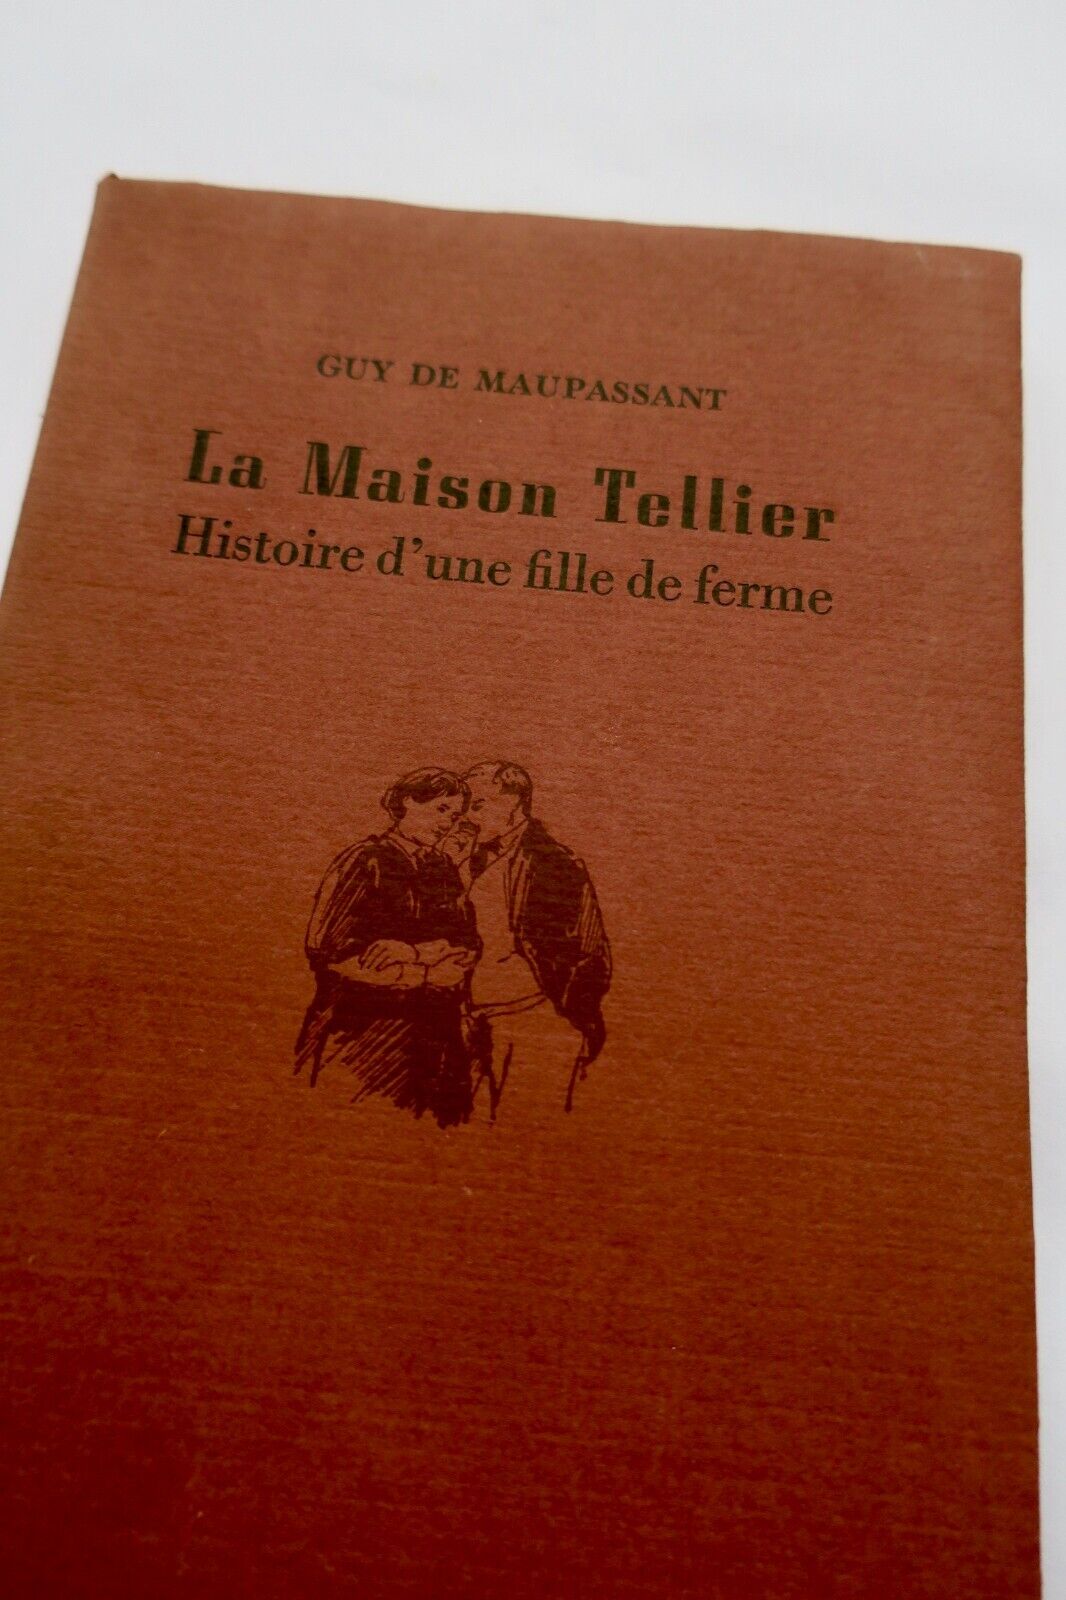 GUY DE MAUPASSANT
La Maison Tellier
Histoire d'une fille de ferme